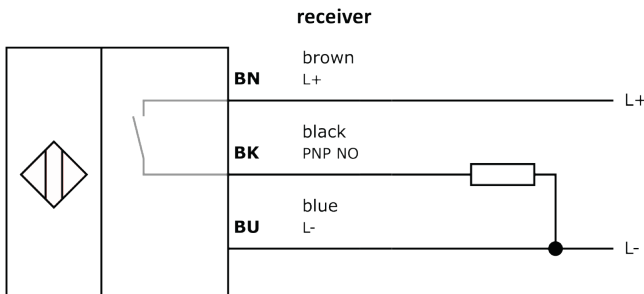 receiver
brown
BN L+
L+
black
BK PNP NO
blue
BU L-
L-